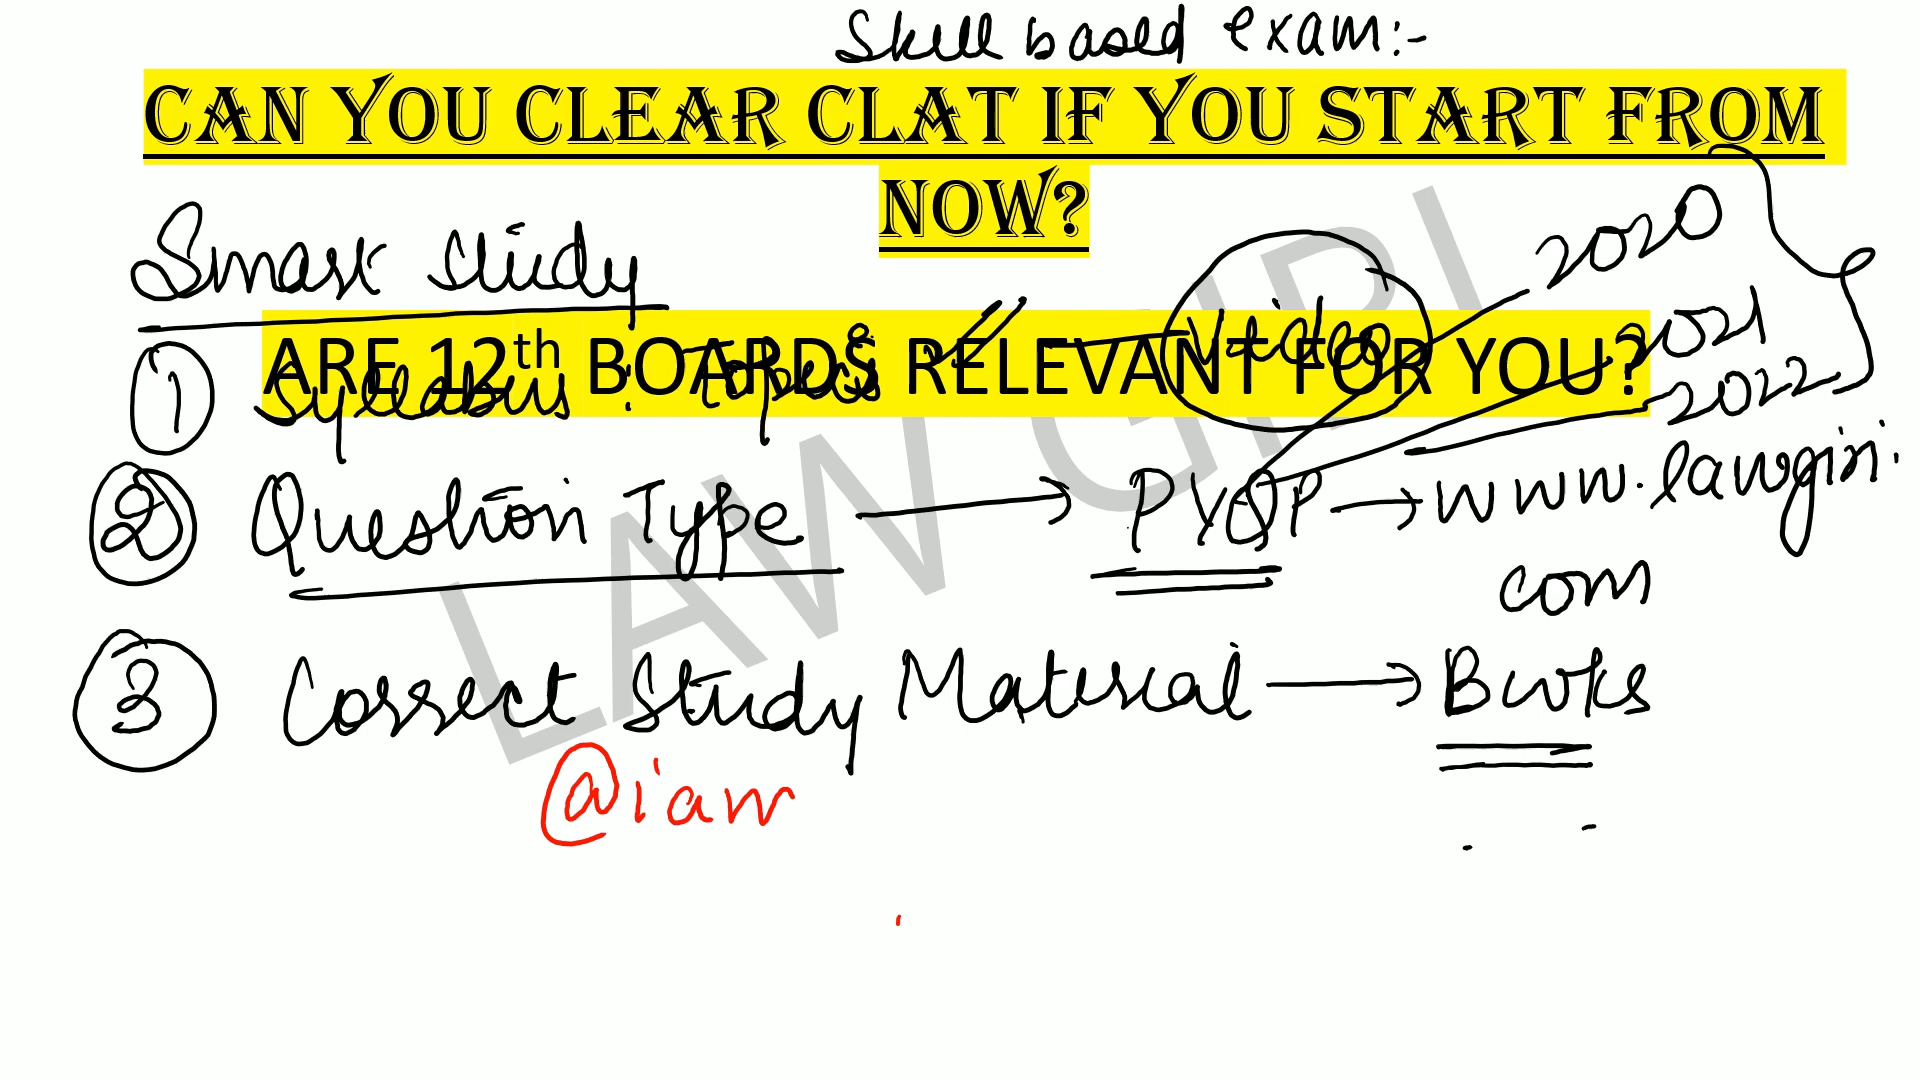 Skill based exam:-
CAN YOU CLEAR CLAT IF YOU START FROM
NOW?
Smart study
2020
ARE 12th BOARDS RELEVANT FOR YOU?
① Syllabus : Topics
Video
2021
2022
② Question Type → PYQP → www.lawgiri.
com
③ Correct Study Material → Books
@iaw
LAW GIRI